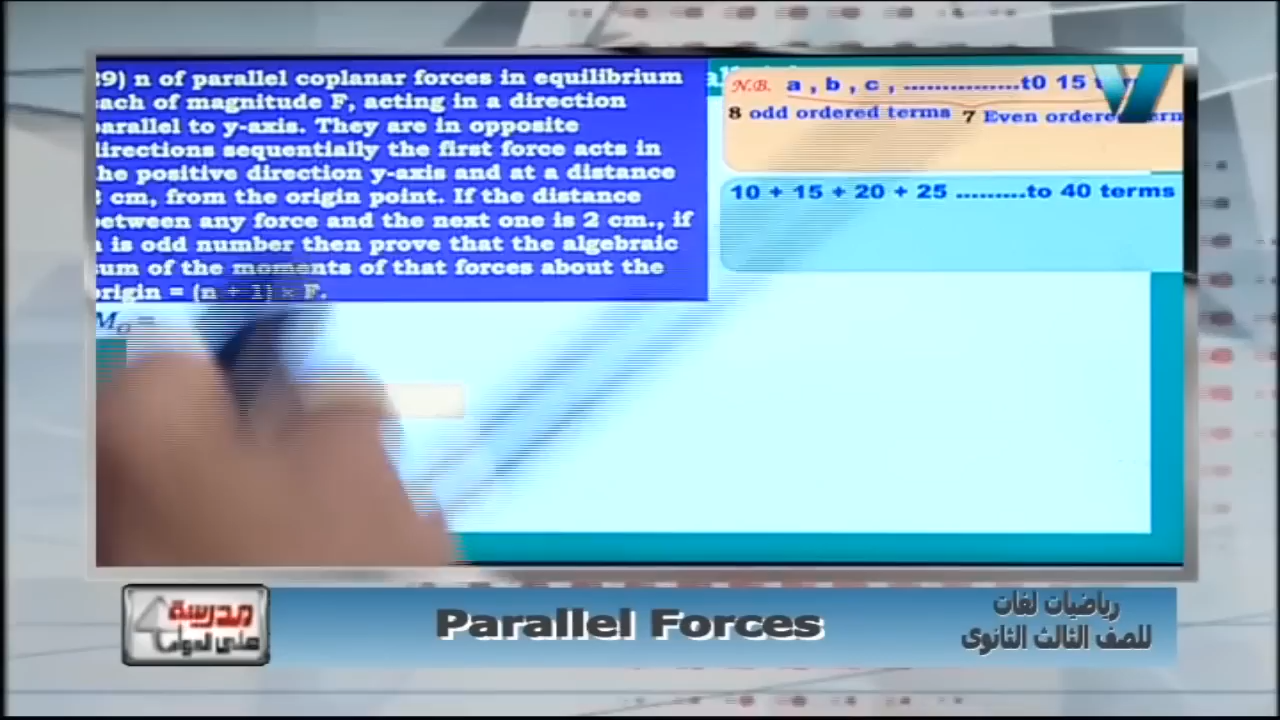 29) n of parallel coplanar forces in equilibrium
each of magnitude F, acting in a direction
parallel to y-axis. They are in opposite
directions sequentially the first force acts in
the positive direction y-axis and at a distance
2 cm, from the origin point. If the distance
between any force and the next one is 2 cm., if
n is odd number then prove that the algebraic
sum of the moments of that forces about the
origin = (n + 1) × F.
M_O =
N.B. a , b , c , ...............t0 15
8 odd ordered terms 7 Even ordere
10 + 15 + 20 + 25 .........to 40 terms
مدرسة
على الهواء
Parallel Forces
رياضيات لغات
للصف الثالث الثانوى